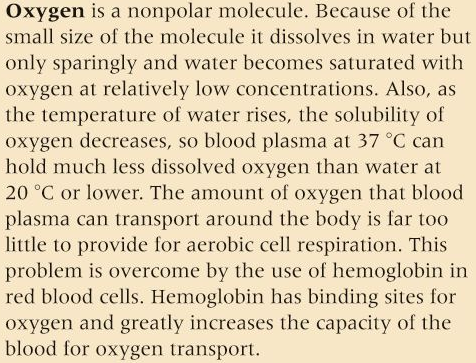 Oxygen is a nonpolar molecule. Because of the
small size of the molecule it dissolves in water but
only sparingly and water becomes saturated with
oxygen at relatively low concentrations. Also, as
the temperature of water rises, the solubility of
oxygen decreases, so blood plasma at 37 °C can
hold much less dissolved oxygen than water at
20 °C or lower. The amount of oxygen that blood
plasma can transport around the body is far too
little to provide for aerobic cell respiration. This
problem is overcome by the use of hemoglobin in
red blood cells. Hemoglobin has binding sites for
oxygen and greatly increases the capacity of the
blood for oxygen transport.